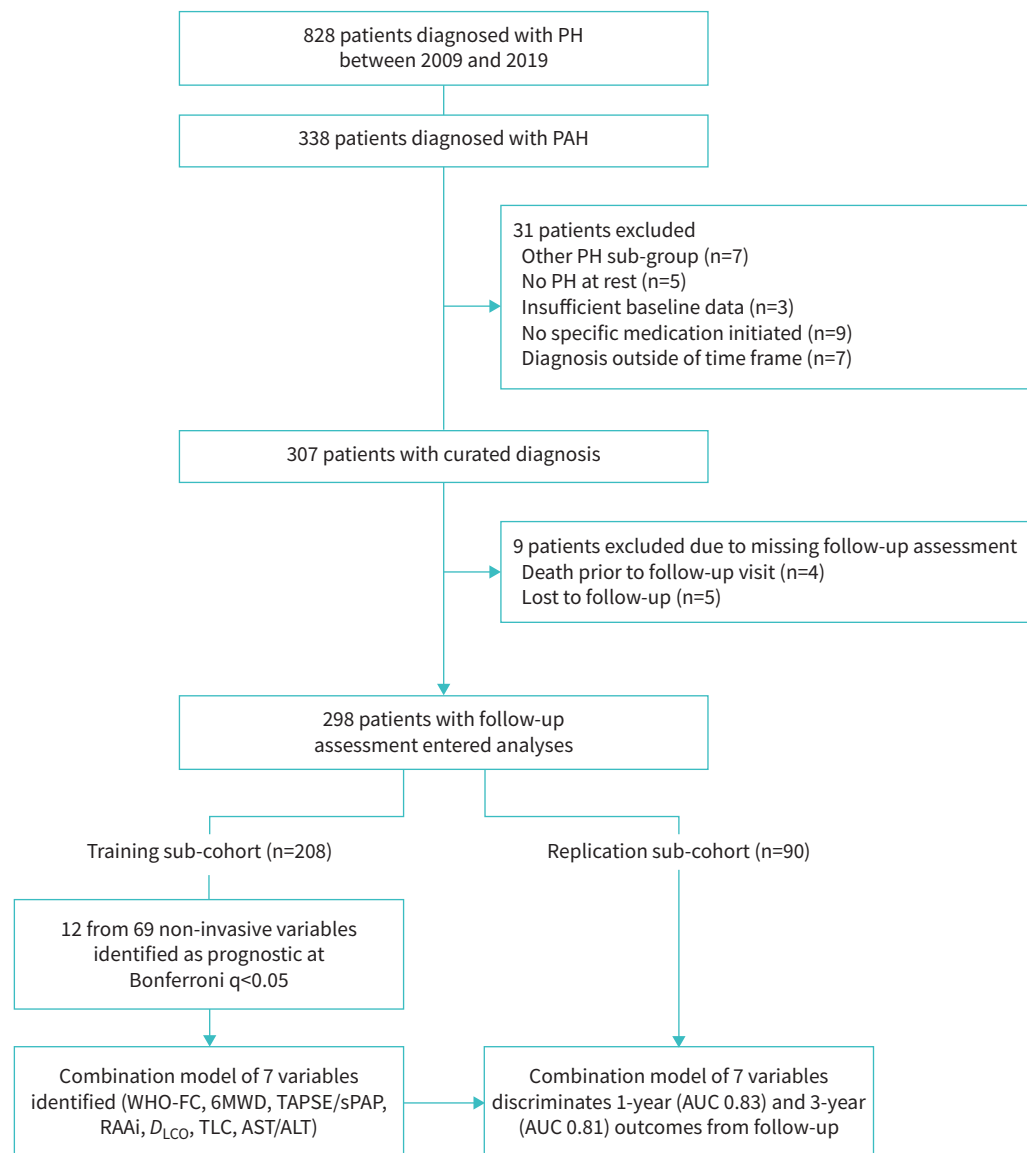 828 patients diagnosed with PH
between 2009 and 2019
338 patients diagnosed with PAH
31 patients excluded
Other PH sub-group (n=7)
No PH at rest (n=5)
Insufficient baseline data (n=3)
No specific medication initiated (n=9)
Diagnosis outside of time frame (n=7)
307 patients with curated diagnosis
9 patients excluded due to missing follow-up assessment
Death prior to follow-up visit (n=4)
Lost to follow-up (n=5)
298 patients with follow-up
assessment entered analyses
Training sub-cohort (n=208)
Replication sub-cohort (n=90)
12 from 69 non-invasive variables
identified as prognostic at
Bonferroni q<0.05
Combination model of 7 variables
identified (WHO-FC, 6MWD, TAPSE/sPAP,
RAAi, DLCO, TLC, AST/ALT)
Combination model of 7 variables
discriminates 1-year (AUC 0.83) and 3-year
(AUC 0.81) outcomes from follow-up